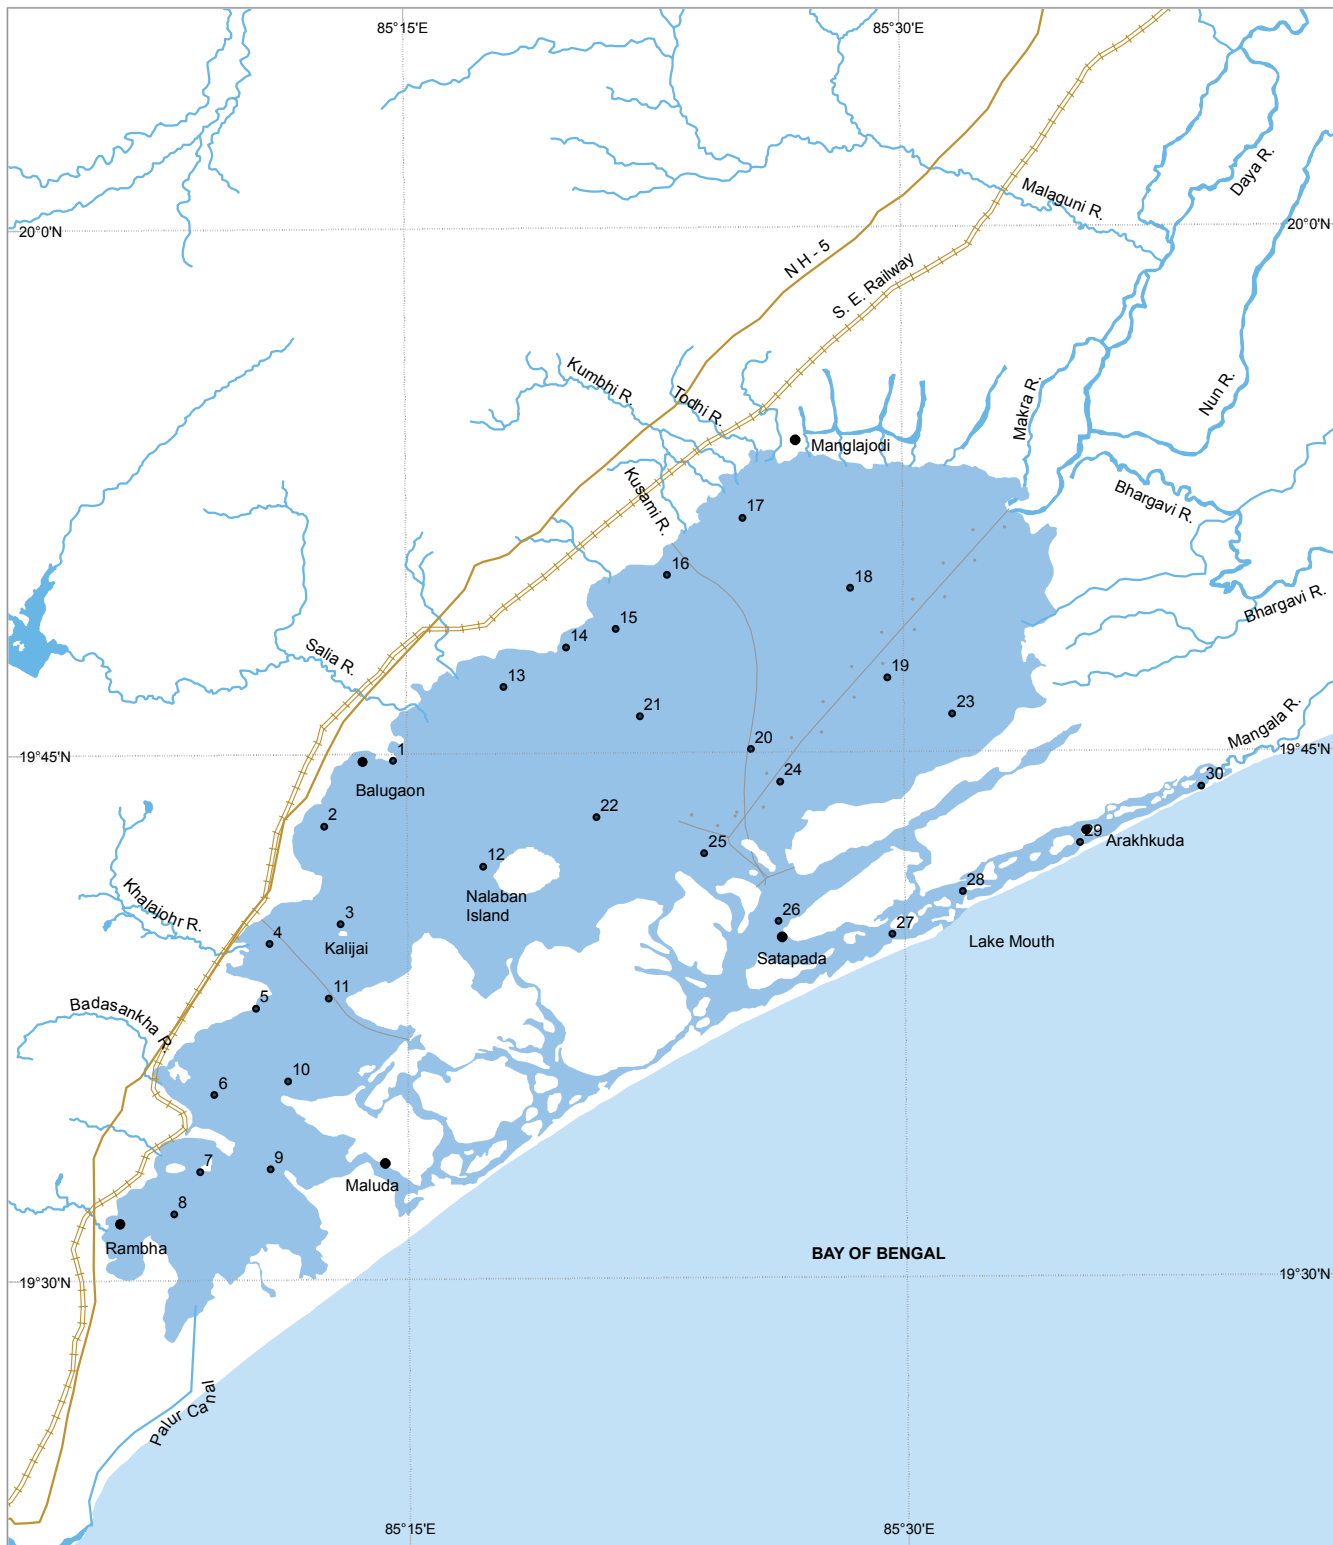 85°15'E
85°30'E
Daya R.
Malaguni R.
20°0'N
20°0'N
N H - 5
S. E. Railway
Kumbhi R.
Todhi R.
Makra R.
Nun R.
Manglajodi
Kusami R.
Bhargavi R.
17
16
18
Bhargavi R.
15
14
Salia R.
13
19
21
23
Mangala R.
19°45'N
1
20
19°45'N
Balugaon
24
30
2
22
29
Arakhkuda
25
12
Nalaban
Island
28
Khalajohr R.
3
26
27
4
Kalijai
Satapada
Lake Mouth
11
5
Badasankha R.
10
6
7
9
Maluda
8
Rambha
BAY OF BENGAL
19°30'N
19°30'N
Palur Canal
85°15'E
85°30'E